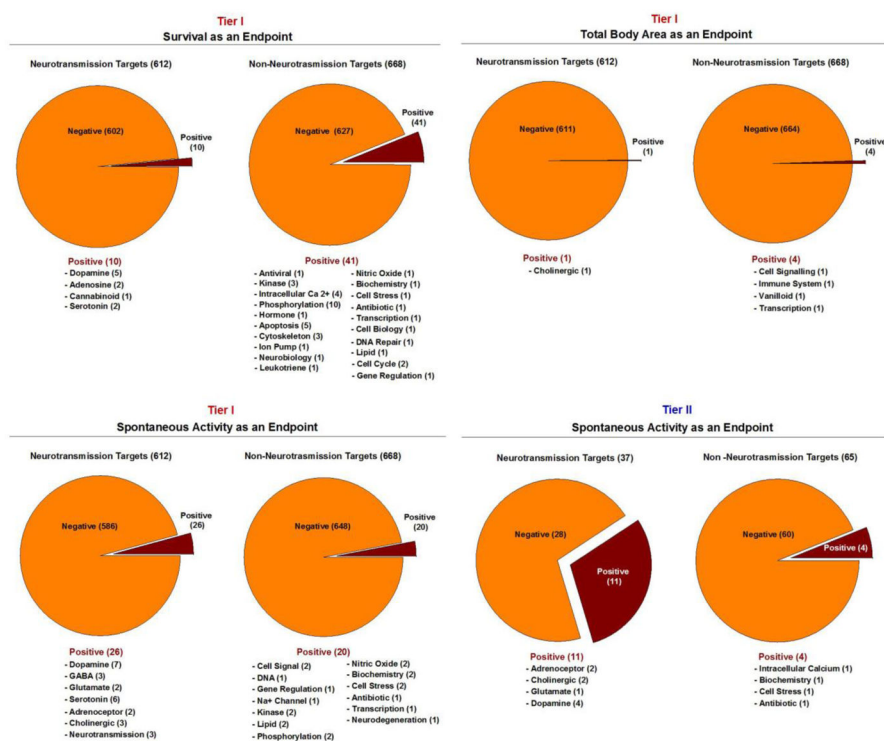 Tier I
Survival as an Endpoint
Neurotransmission Targets (612)
Non-Neurotrasmission Targets (668)
Negative (602)
Positive
(10)
Negative (627)
Positive
(41)
Positive (10)
- Dopamine (5)
- Adenosine (2)
- Cannabinoid (1)
- Serotonin (2)
Positive (41)
- Antiviral (1)
- Kinase (3)
- Intracellular Ca 2+ (4)
- Phosphorylation (10)
- Hormone (1)
- Apoptosis (5)
- Cytoskeleton (3)
- Ion Pump (1)
- Neurobiology (1)
- Leukotriene (1)
- Nitric Oxide (1)
- Biochemistry (1)
- Cell Stress (1)
- Antibiotic (1)
- Transcription (1)
- Cell Biology (1)
- DNA Repair (1)
- Lipid (1)
- Cell Cycle (2)
- Gene Regulation (1)
Tier I
Total Body Area as an Endpoint
Neurotransmission Targets (612)
Non-Neurotrasmission Targets (668)
Negative (611)
Positive
(1)
Negative (664)
Positive
(4)
Positive (1)
- Cholinergic (1)
Positive (4)
- Cell Signalling (1)
- Immune System (1)
- Vanilloid (1)
- Transcription (1)
Tier I
Spontaneous Activity as an Endpoint
Neurotransmission Targets (612)
Non-Neurotrasmission Targets (668)
Negative (586)
Positive
(26)
Negative (648)
Positive
(20)
Positive (26)
- Dopamine (7)
- GABA (3)
- Glutamate (2)
- Serotonin (6)
- Adrenoceptor (2)
- Cholinergic (3)
- Neurotransmission (3)
Positive (20)
- Cell Signal (2)
- DNA (1)
- Gene Regulation (1)
- Na+ Channel (1)
- Kinase (2)
- Lipid (2)
- Phosphorylation (2)
- Nitric Oxide (2)
- Biochemistry (2)
- Cell Stress (2)
- Antibiotic (1)
- Transcription (1)
- Neurodegeneration (1)
Tier II
Spontaneous Activity as an Endpoint
Neurotransmission Targets (37)
Non -Neurotrasmission Targets (65)
Negative (28)
Positive
(11)
Negative (60)
Positive (4)
Positive (11)
- Adrenoceptor (2)
- Cholinergic (2)
- Glutamate (1)
- Dopamine (4)
Positive (4)
- Intracellular Calcium (1)
- Biochemistry (1)
- Cell Stress (1)
- Antibiotic (1)